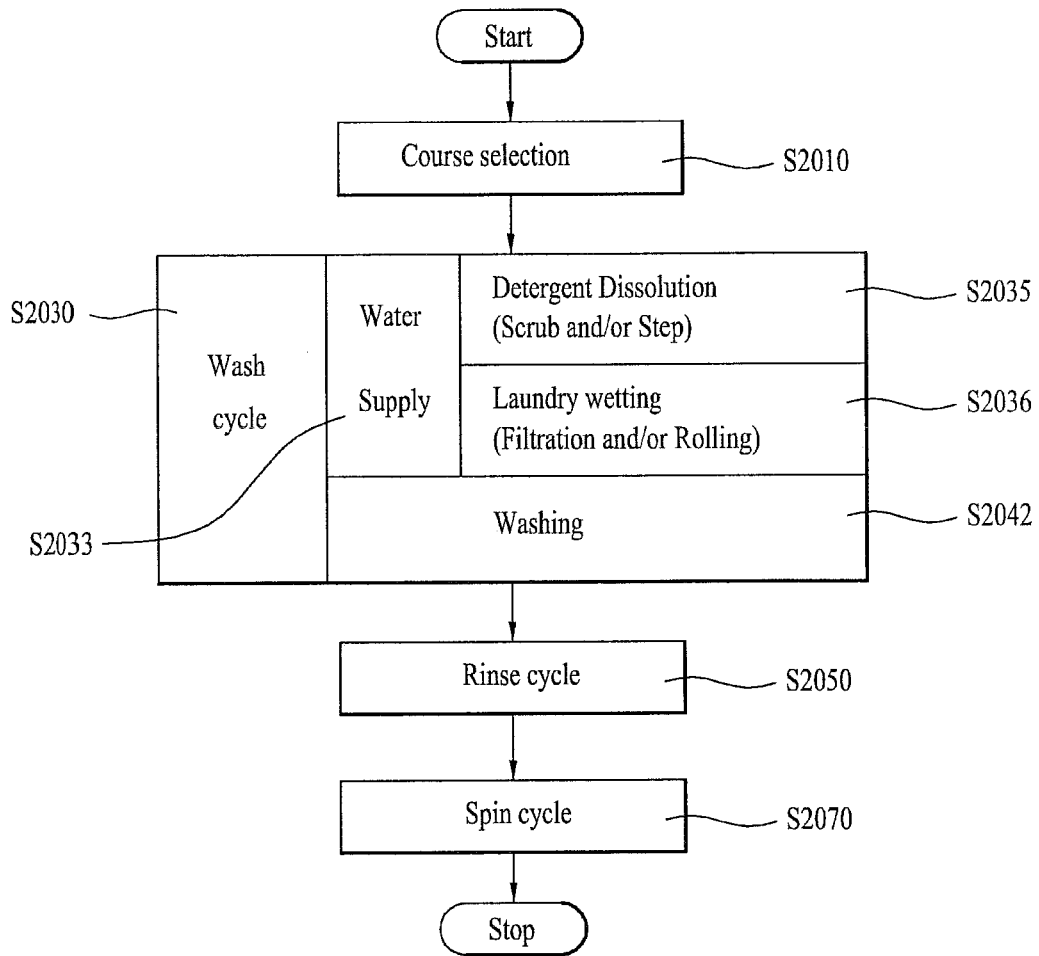 Start
Course selection
S2010
S2030
Wash
cycle
Water
Supply
S2033
Detergent Dissolution
(Scrub and/or Step)
S2035
Laundry wetting
(Filtration and/or Rolling)
S2036
Washing
S2042
Rinse cycle
S2050
Spin cycle
S2070
Stop